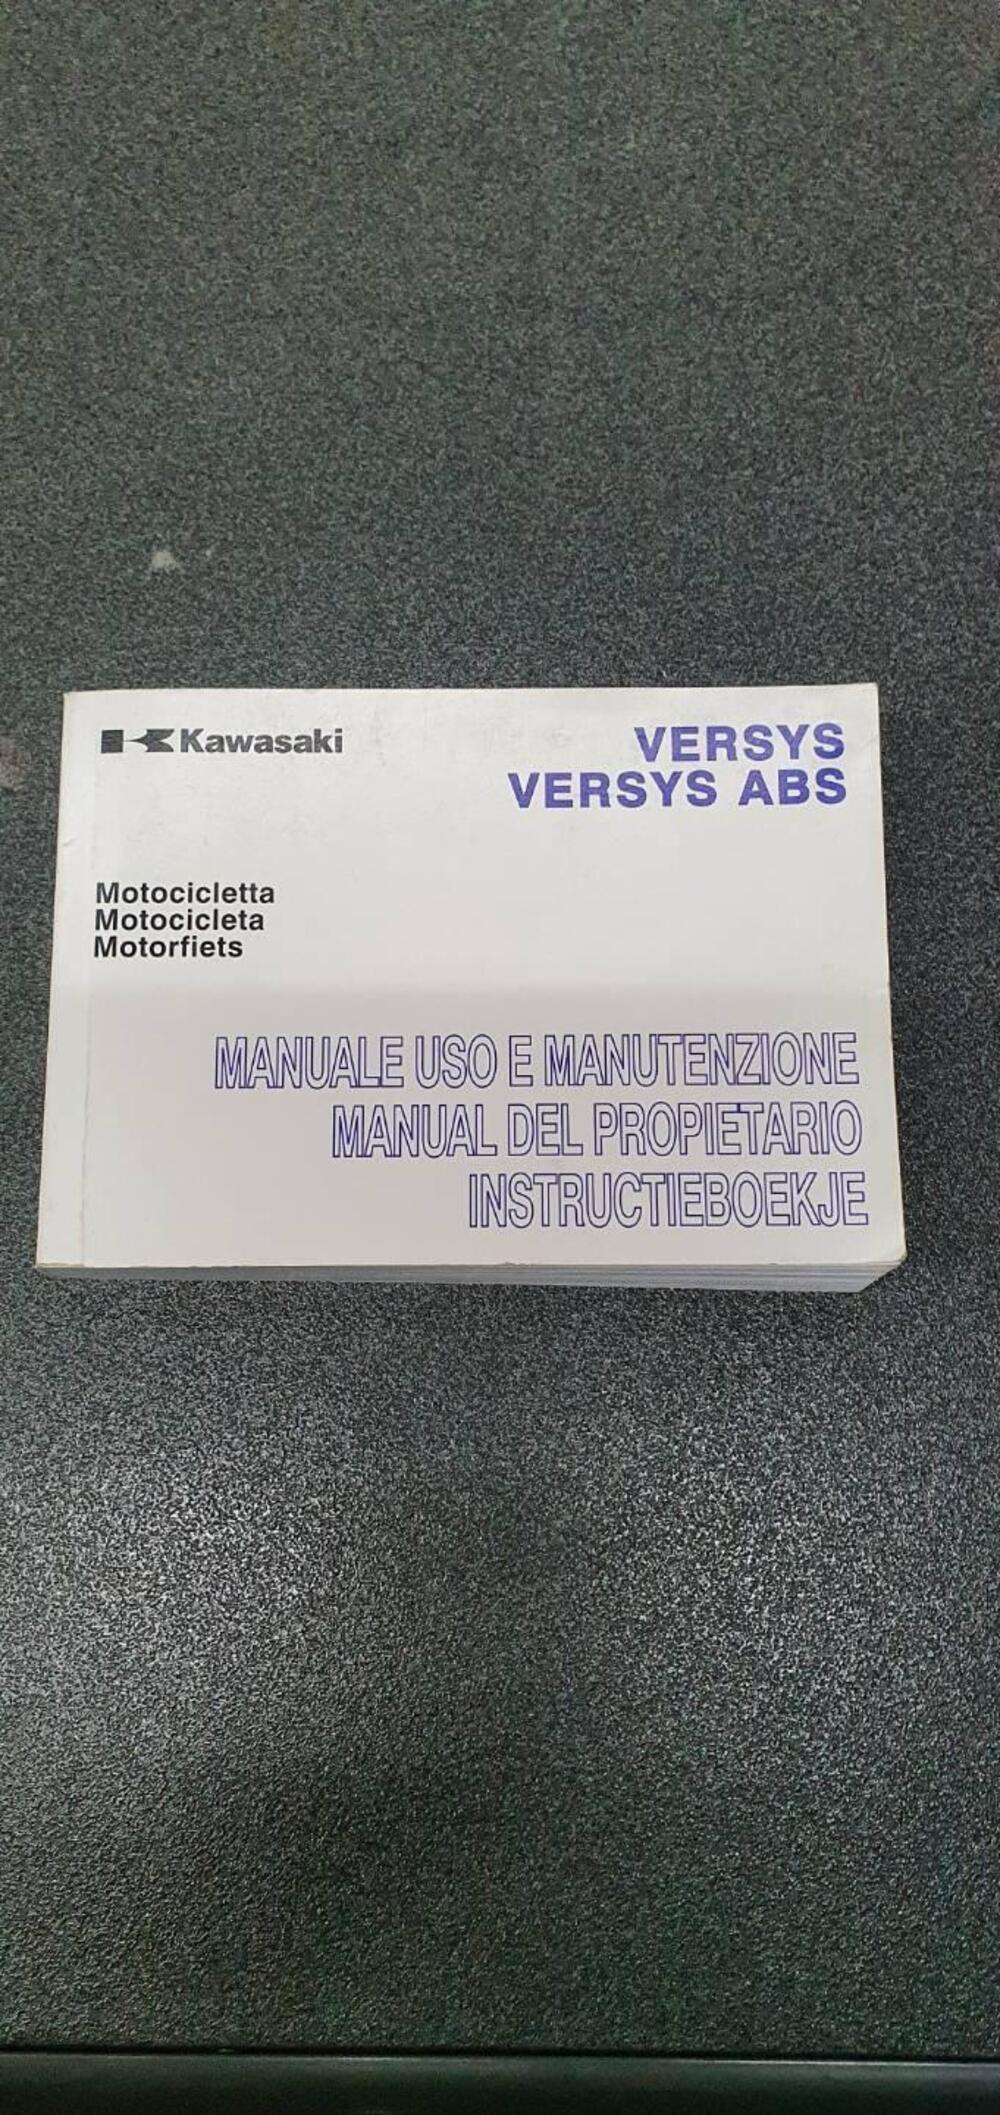 Kawasaki
VERSYS
VERSYS ABS
Motocicletta
Motocicleta
Motorfiets
MANUALE USO E MANUTENZIONE
MANUAL DEL PROPIETARIO
INSTRUCTIEBOEKJE